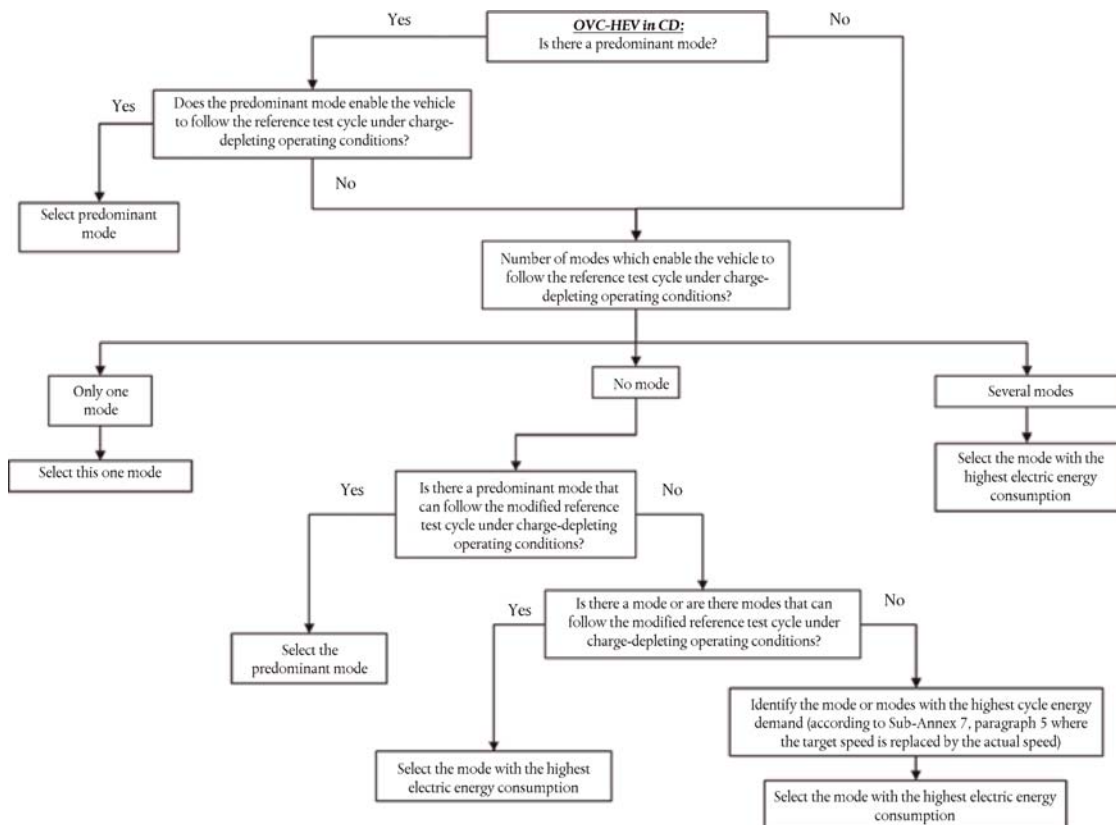 OVC-HEV in CD:
Is there a predominant mode?
Yes
No
Does the predominant mode enable the vehicle
to follow the reference test cycle under charge-
depleting operating conditions?
Yes
No
Select predominant
mode
Number of modes which enable the vehicle to
follow the reference test cycle under charge-
depleting operating conditions?
Only one
mode
No mode
Several modes
Select this one mode
Select the mode with the
highest electric energy
consumption
Is there a predominant mode that
can follow the modified reference
test cycle under charge-depleting
operating conditions?
Yes
No
Select the
predominant mode
Is there a mode or are there modes that can
follow the modified reference test cycle under
charge-depleting operating conditions?
Yes
No
Select the mode with the highest
electric energy consumption
Identify the mode or modes with the highest cycle energy
demand (according to Sub-Annex 7, paragraph 5 where
the target speed is replaced by the actual speed)
Select the mode with the highest electric energy
consumption